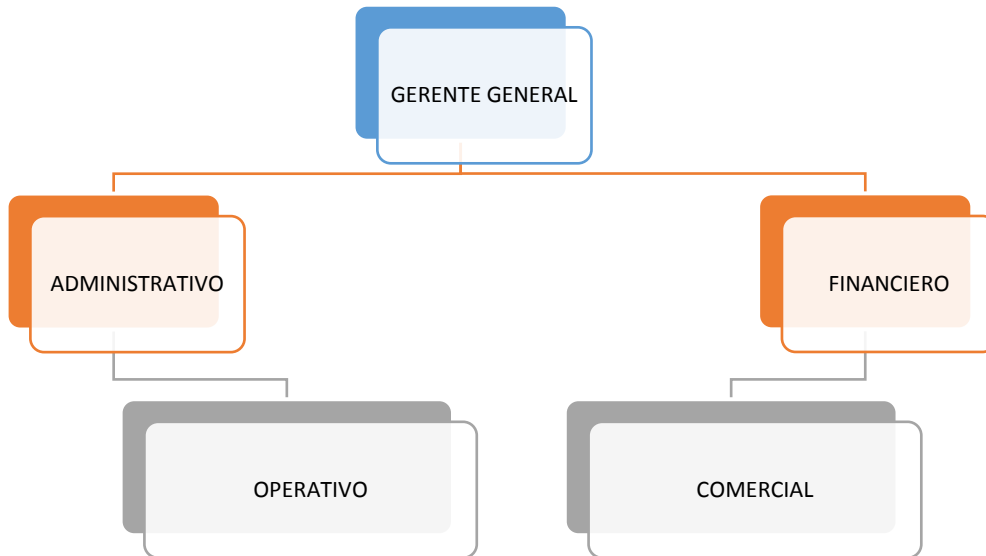 GERENTE GENERAL
ADMINISTRATIVO
FINANCIERO
OPERATIVO
COMERCIAL